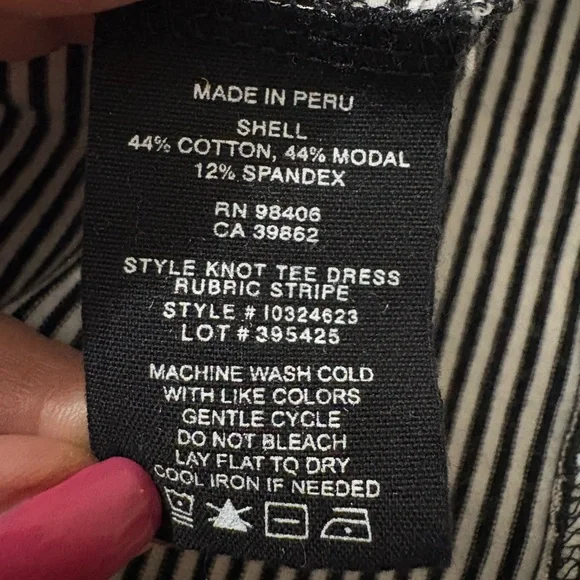 MADE IN PERU
SHELL
44% COTTON, 44% MODAL
12% SPANDEX
RN 98406
CA 39862
STYLE KNOT TEE DRESS
RUBRIC STRIPE
STYLE # I0324623
LOT # 395425
MACHINE WASH COLD
WITH LIKE COLORS
GENTLE CYCLE
DO NOT BLEACH
LAY FLAT TO DRY
COOL IRON IF NEEDED